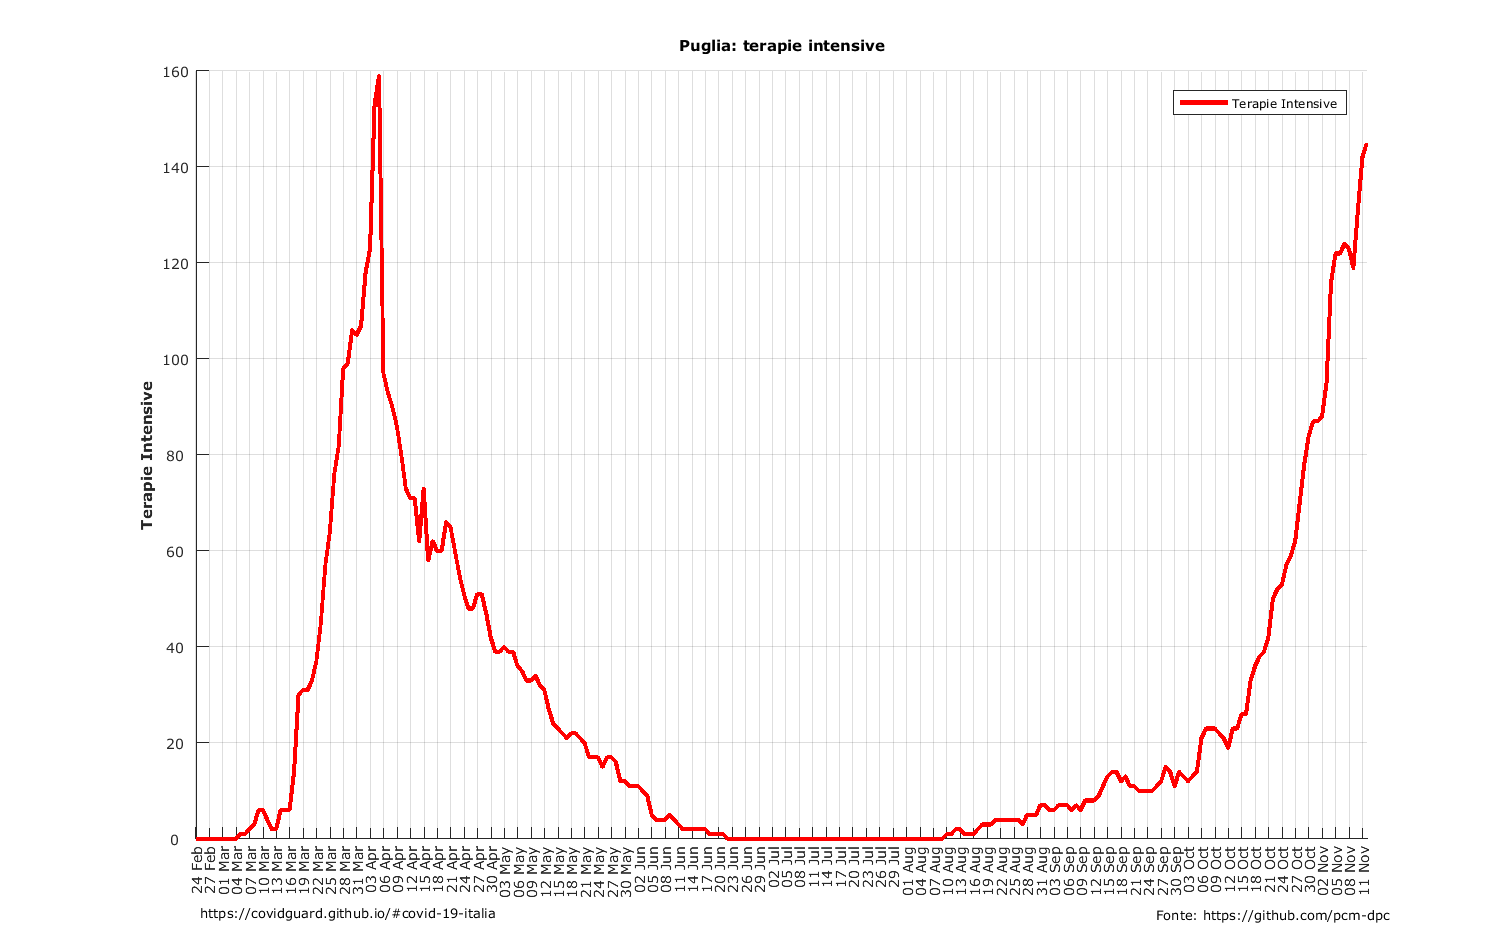 Puglia: terapie intensive
Terapie Intensive
160
140
120
100
80
60
40
20
0
Terapie Intensive
24 Feb
27 Feb
01 Mar
04 Mar
07 Mar
10 Mar
13 Mar
16 Mar
19 Mar
22 Mar
25 Mar
28 Mar
31 Mar
03 Apr
06 Apr
09 Apr
12 Apr
15 Apr
18 Apr
21 Apr
24 Apr
27 Apr
30 Apr
03 May
06 May
09 May
12 May
15 May
18 May
21 May
24 May
27 May
30 May
02 Jun
05 Jun
08 Jun
11 Jun
14 Jun
17 Jun
20 Jun
23 Jun
26 Jun
29 Jun
02 Jul
05 Jul
08 Jul
11 Jul
14 Jul
17 Jul
20 Jul
23 Jul
26 Jul
29 Jul
01 Aug
04 Aug
07 Aug
10 Aug
13 Aug
16 Aug
19 Aug
22 Aug
25 Aug
28 Aug
31 Aug
03 Sep
06 Sep
09 Sep
12 Sep
15 Sep
18 Sep
21 Sep
24 Sep
27 Sep
30 Sep
03 Oct
06 Oct
09 Oct
12 Oct
15 Oct
18 Oct
21 Oct
24 Oct
27 Oct
30 Oct
02 Nov
05 Nov
08 Nov
11 Nov
https://covidguard.github.io/#covid-19-italia
Fonte: https://github.com/pcm-dpc